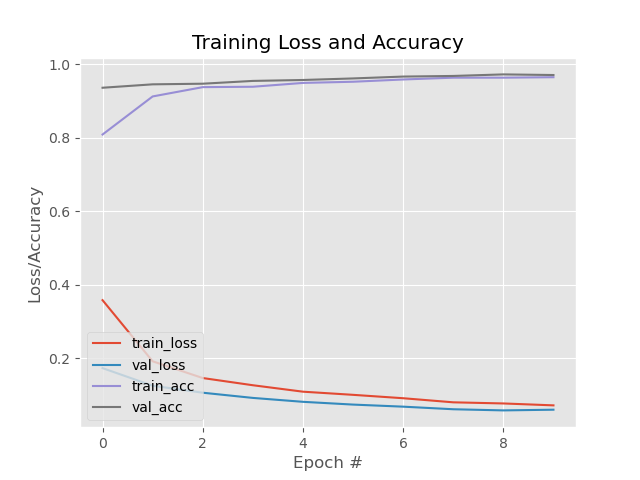 Training Loss and Accuracy
1.0
0.8
0.6
0.4
0.2
Loss/Accuracy
train_loss
val_loss
train_acc
val_acc
0
2
4
6
8
Epoch #